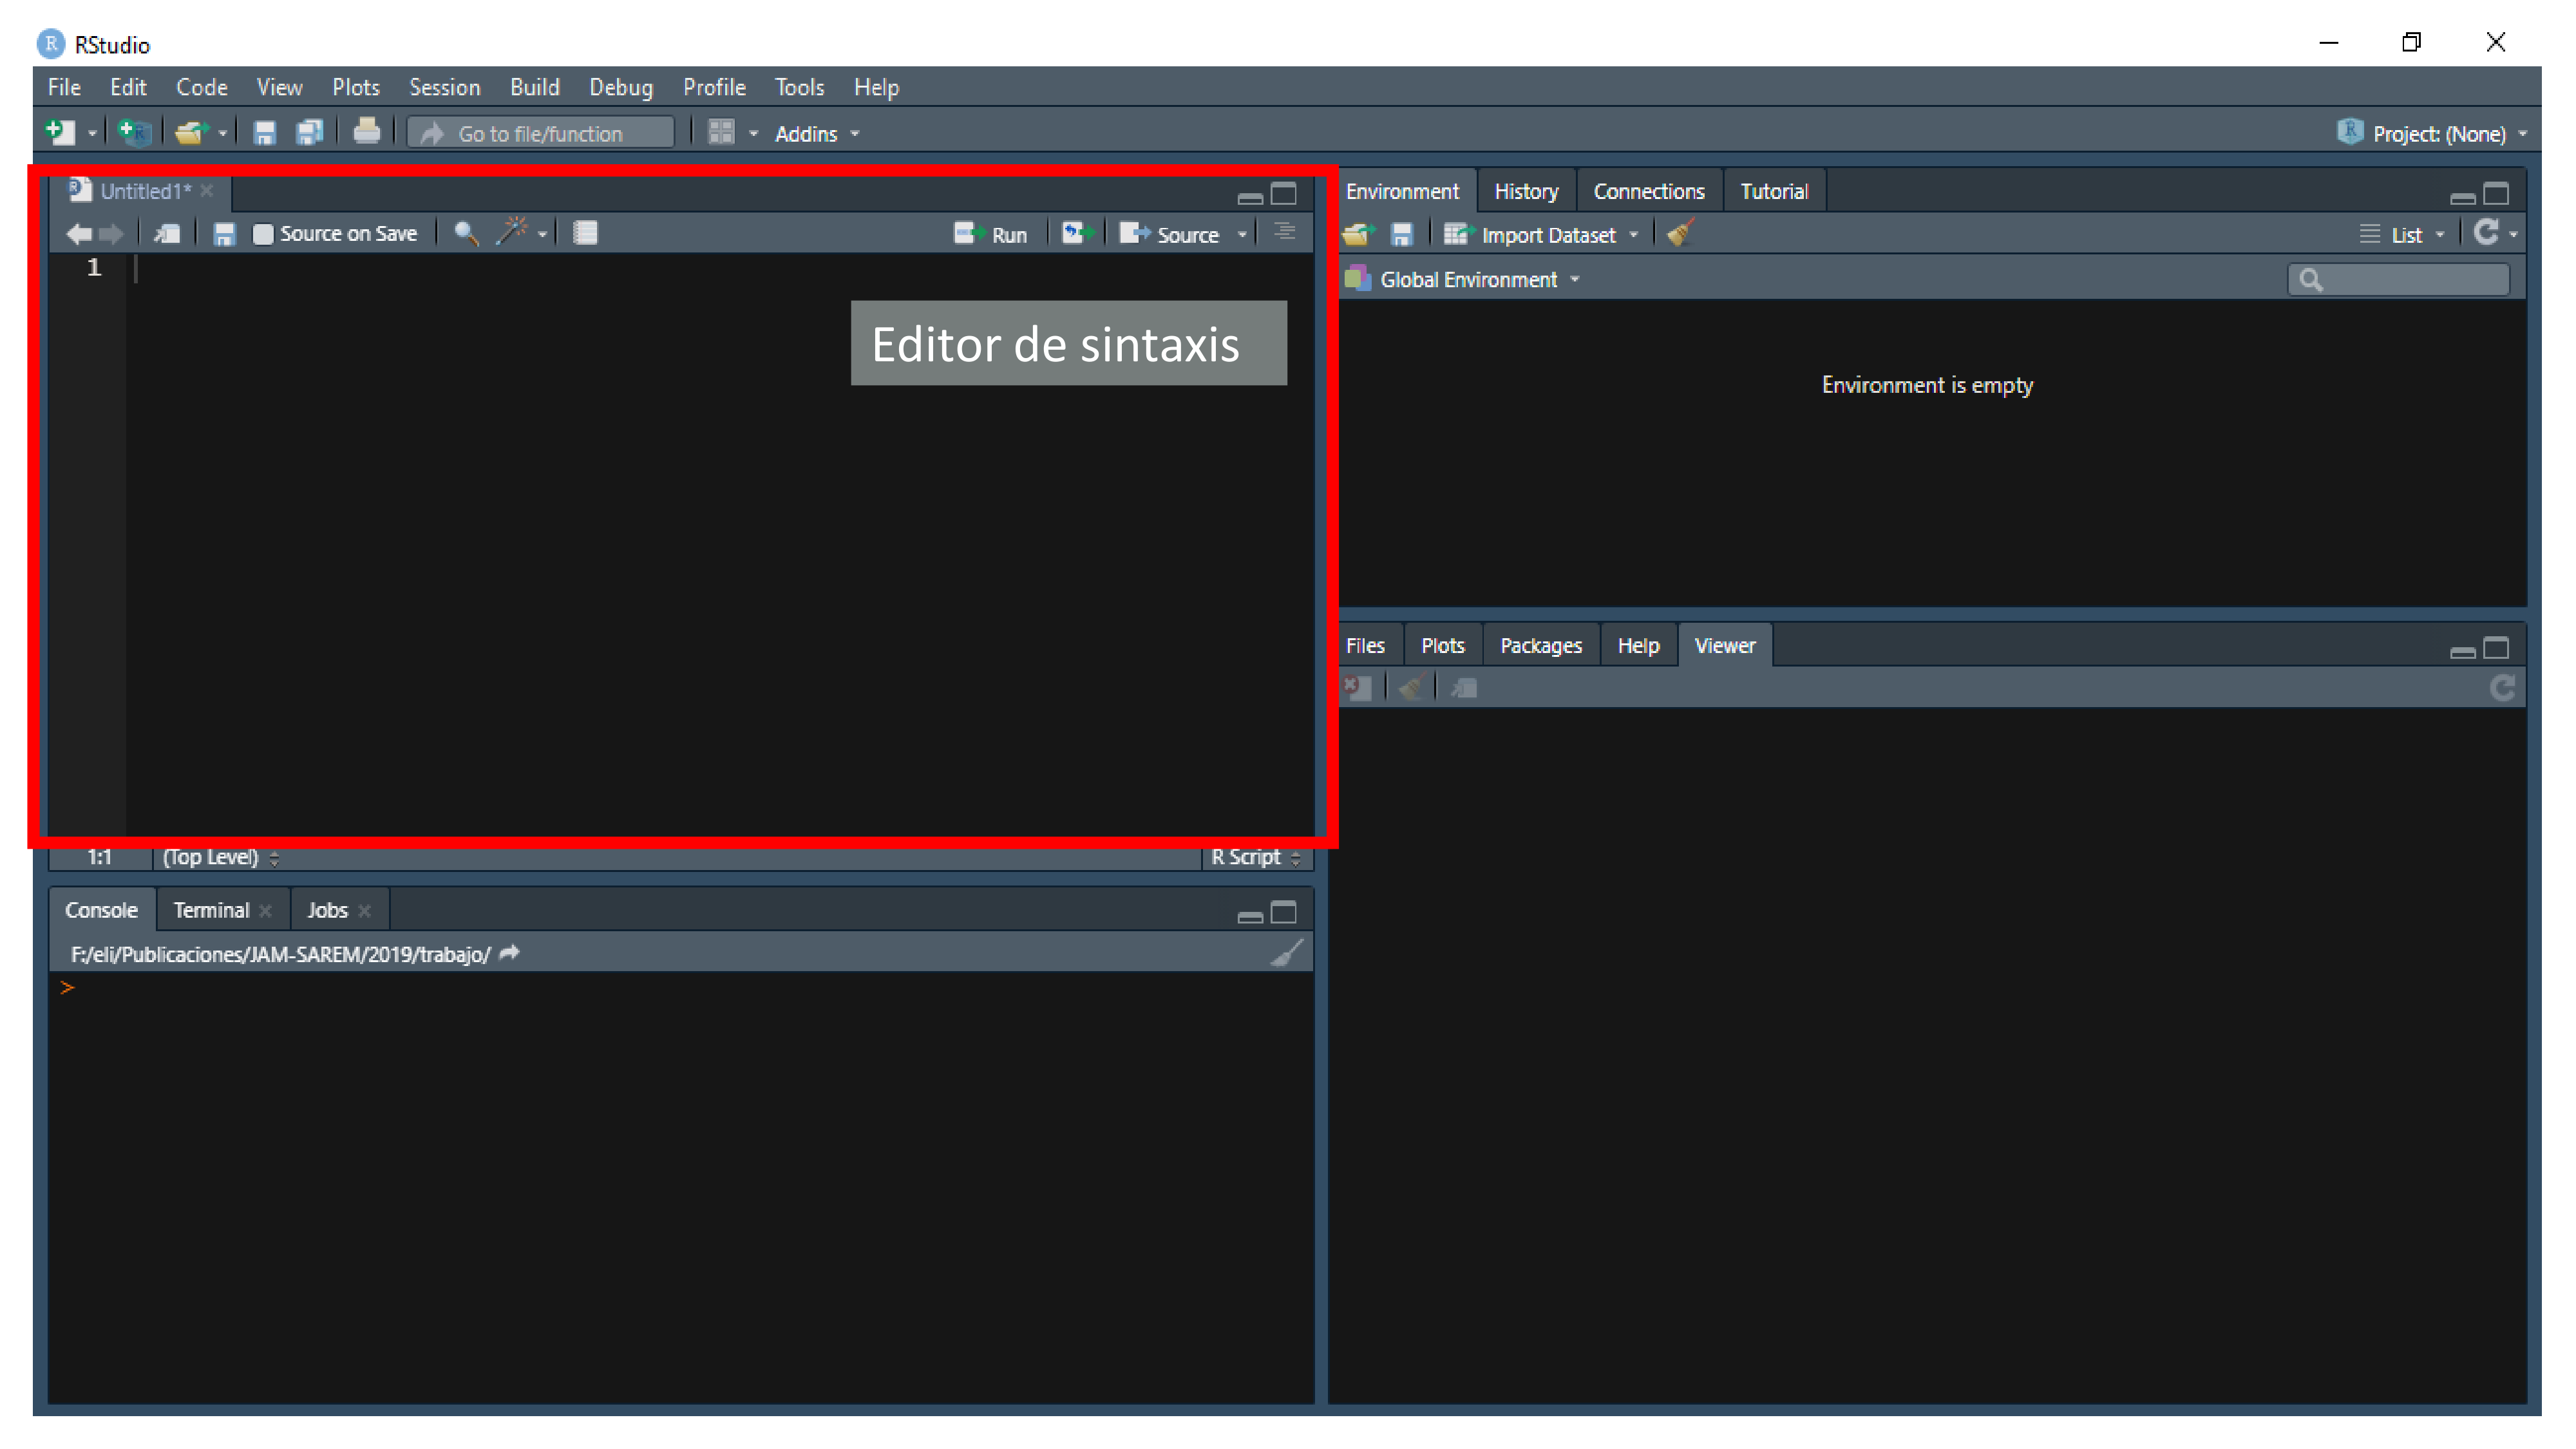 RStudio
File Edit Code View Plots Session Build Debug Profile Tools Help
Go to file/function Addins Project: (None)
Untitled1*
Source on Save Run Source
1
Editor de sintaxis
1:1 (Top Level) R Script
Console Terminal Jobs
F:/eli/Publicaciones/JAM-SAREM/2019/trabajo/
>
Environment History Connections Tutorial
Import Dataset List
Global Environment
Environment is empty
Files Plots Packages Help Viewer